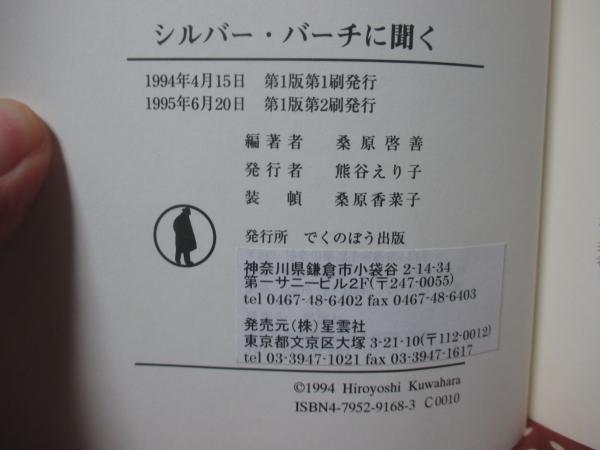 シルバー・バーチに聞く
1994年4月15日 第1版第1刷発行
1995年6月20日 第1版第2刷発行
編著者 桑原啓善
発行者 熊谷えり子
装幀 桑原香菜子
発行所 でくのぼう出版
神奈川県鎌倉市小袋谷 2-14-34
第一サニービル2F(〒247-0055)
tel 0467-48-6402 fax 0467-48-6403
発売元(株)星雲社
東京都文京区大塚 3-21-10(〒112-0012)
tel 03-3947-1021 fax 03-3947-1617
©1994 Hiroyoshi Kuwahara
ISBN4-7952-9168-3 C0010